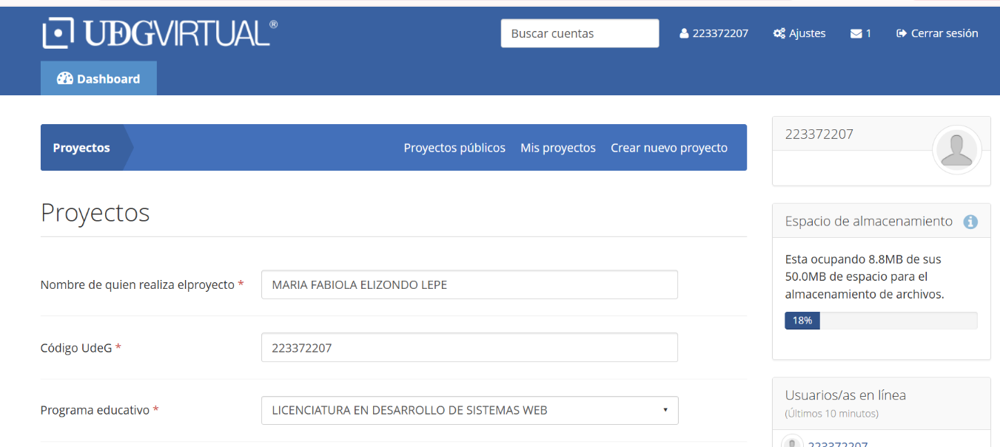 UDGVIRTUAL®
Buscar cuentas
223372207
Ajustes
1
Cerrar sesión
Dashboard
Proyectos
Proyectos públicos
Mis proyectos
Crear nuevo proyecto
Proyectos
Nombre de quien realiza elproyecto *
MARIA FABIOLA ELIZONDO LEPE
Código UdeG *
223372207
Programa educativo *
LICENCIATURA EN DESARROLLO DE SISTEMAS WEB
223372207
Espacio de almacenamiento
Esta ocupando 8.8MB de sus
50.0MB de espacio para el
almacenamiento de archivos.
18%
Usuarios/as en línea
(Últimos 10 minutos)
223372207